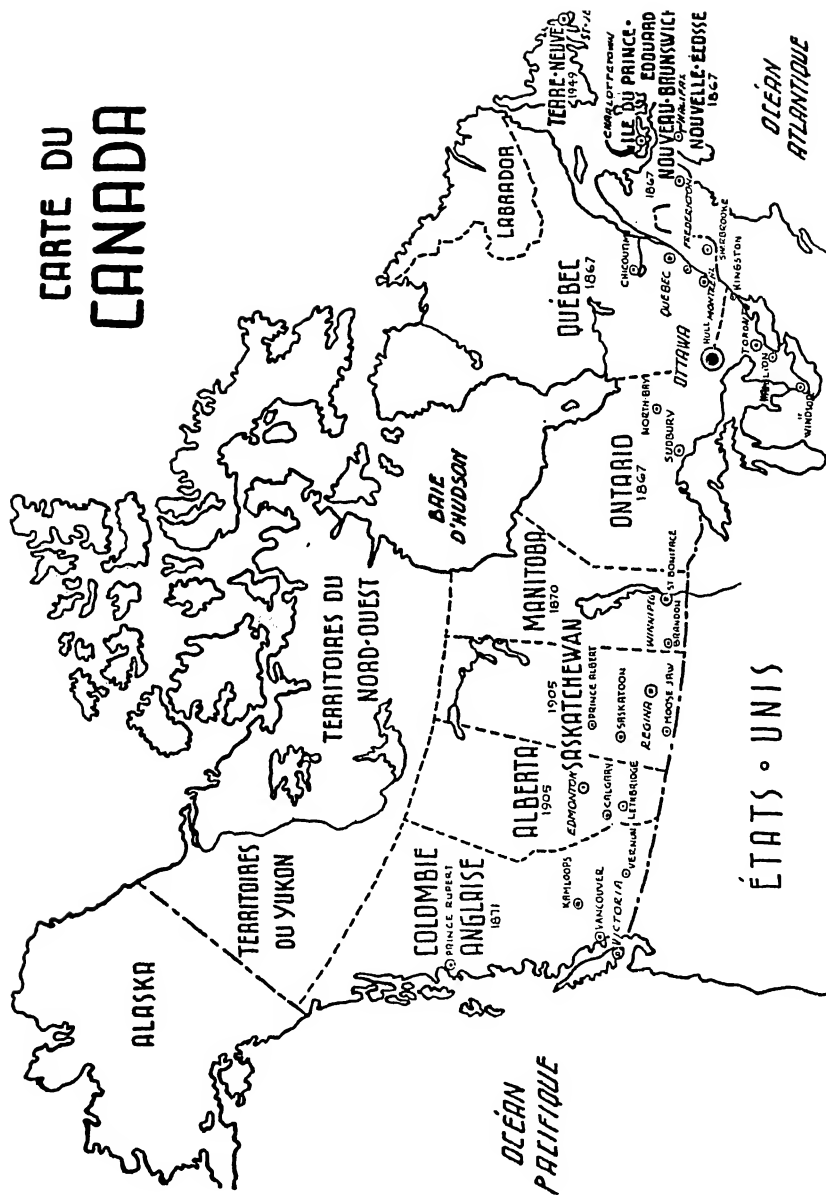 CARTE DU
CANADA
ALASKA
TERRITOIRES
DU YUKON
TERRITOIRES DU
NORD-OUEST
BAIE
D'HUDSON
LABRADOR
TERRE-NEUVE
1949
COLOMBIE
PRINCE RUPERT
ANGLAISE
1871
KAMLOOPS
VANCOUVER
VICTORIA
VERNON
ALBERTA
1905
EDMONTON
CALGARY
LETHBRIDGE
SASKATCHEWAN
1905
PRINCE ALBERT
SASKATOON
REGINA
MOOSE JAW
MANITOBA
1870
WINNIPEG
ST BONIFACE
BRANDON
ONTARIO
1867
NORTH-BAY
SUDBURY
OTTAWA
TORONTO
HAMILTON
WINDSOR
KINGSTON
QUÉBEC
1867
CHICOUTIMI
QUÉBEC
HULL
MONTRÉAL
SHERBROOKE
CHARLOTTETOWN
ILE DU PRINCE-
EDOUARD
1867
NOUVEAU-BRUNSWICH
FREDERICTON
HALIFAX
NOUVELLE-ÉCOSSE
1867
OCÉAN
PACIFIQUE
ÉTATS-UNIS
OCÉAN
ATLANTIQUE